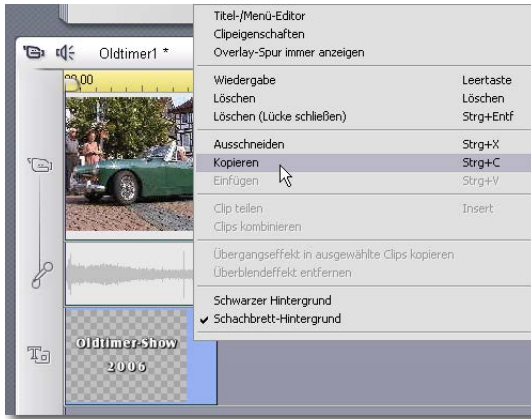 Titel-/Menü-Editor
Clipeigenschaften
Overlay-Spur immer anzeigen
Oldtimer1 *
Wiedergabe Leertaste
Löschen Löschen
Löschen (Lücke schließen) Strg+Entf
Ausschneiden Strg+X
Kopieren Strg+C
Einfügen Strg+V
Clip teilen Insert
Clips kombinieren
Übergangseffekt in ausgewählte Clips kopieren
Überblendeffekt entfernen
Schwarzer Hintergrund
Schachbrett-Hintergrund
Oldtimer-Show
2006